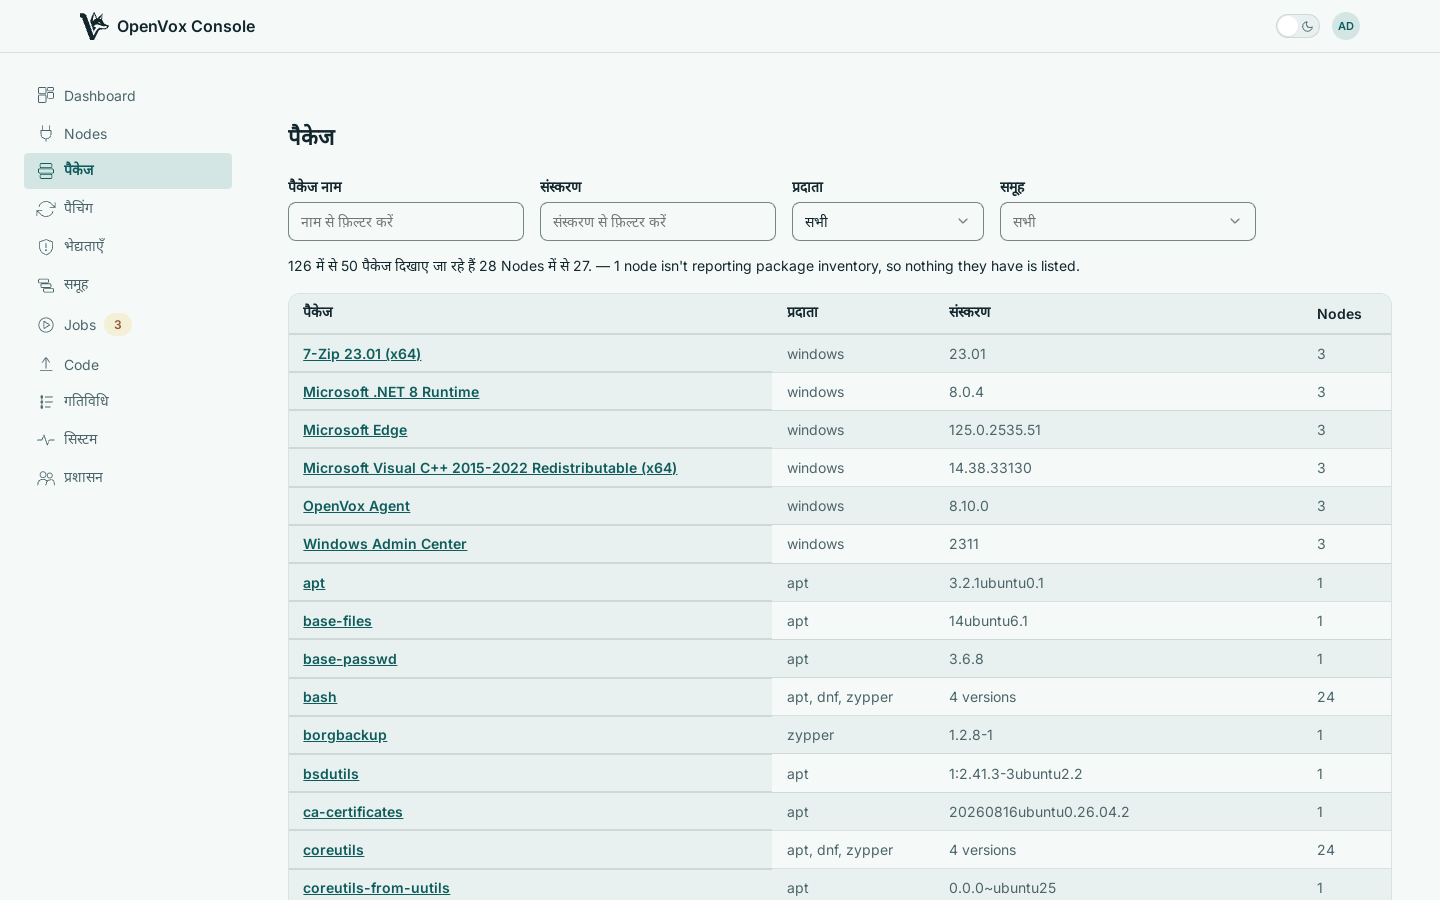 OpenVox Console
AD
Dashboard
Nodes
पैकेज
पैचिंग
भेद्यताएँ
समूह
Jobs 3
Code
गतिविधि
सिस्टम
प्रशासन
पैकेज
पैकेज नाम संस्करण प्रदाता समूह
नाम से फ़िल्टर करें संस्करण से फ़िल्टर करें सभी सभी
126 में से 50 पैकेज दिखाए जा रहे हैं 28 Nodes में से 27. — 1 node isn't reporting package inventory, so nothing they have is listed.
पैकेज प्रदाता संस्करण Nodes
7-Zip 23.01 (x64) windows 23.01 3
Microsoft .NET 8 Runtime windows 8.0.4 3
Microsoft Edge windows 125.0.2535.51 3
Microsoft Visual C++ 2015-2022 Redistributable (x64) windows 14.38.33130 3
OpenVox Agent windows 8.10.0 3
Windows Admin Center windows 2311 3
apt apt 3.2.1ubuntu0.1 1
base-files apt 14ubuntu6.1 1
base-passwd apt 3.6.8 1
bash apt, dnf, zypper 4 versions 24
borgbackup zypper 1.2.8-1 1
bsdutils apt 1:2.41.3-3ubuntu2.2 1
ca-certificates apt 20260816ubuntu0.26.04.2 1
coreutils apt, dnf, zypper 4 versions 24
coreutils-from-uutils apt 0.0.0~ubuntu25 1